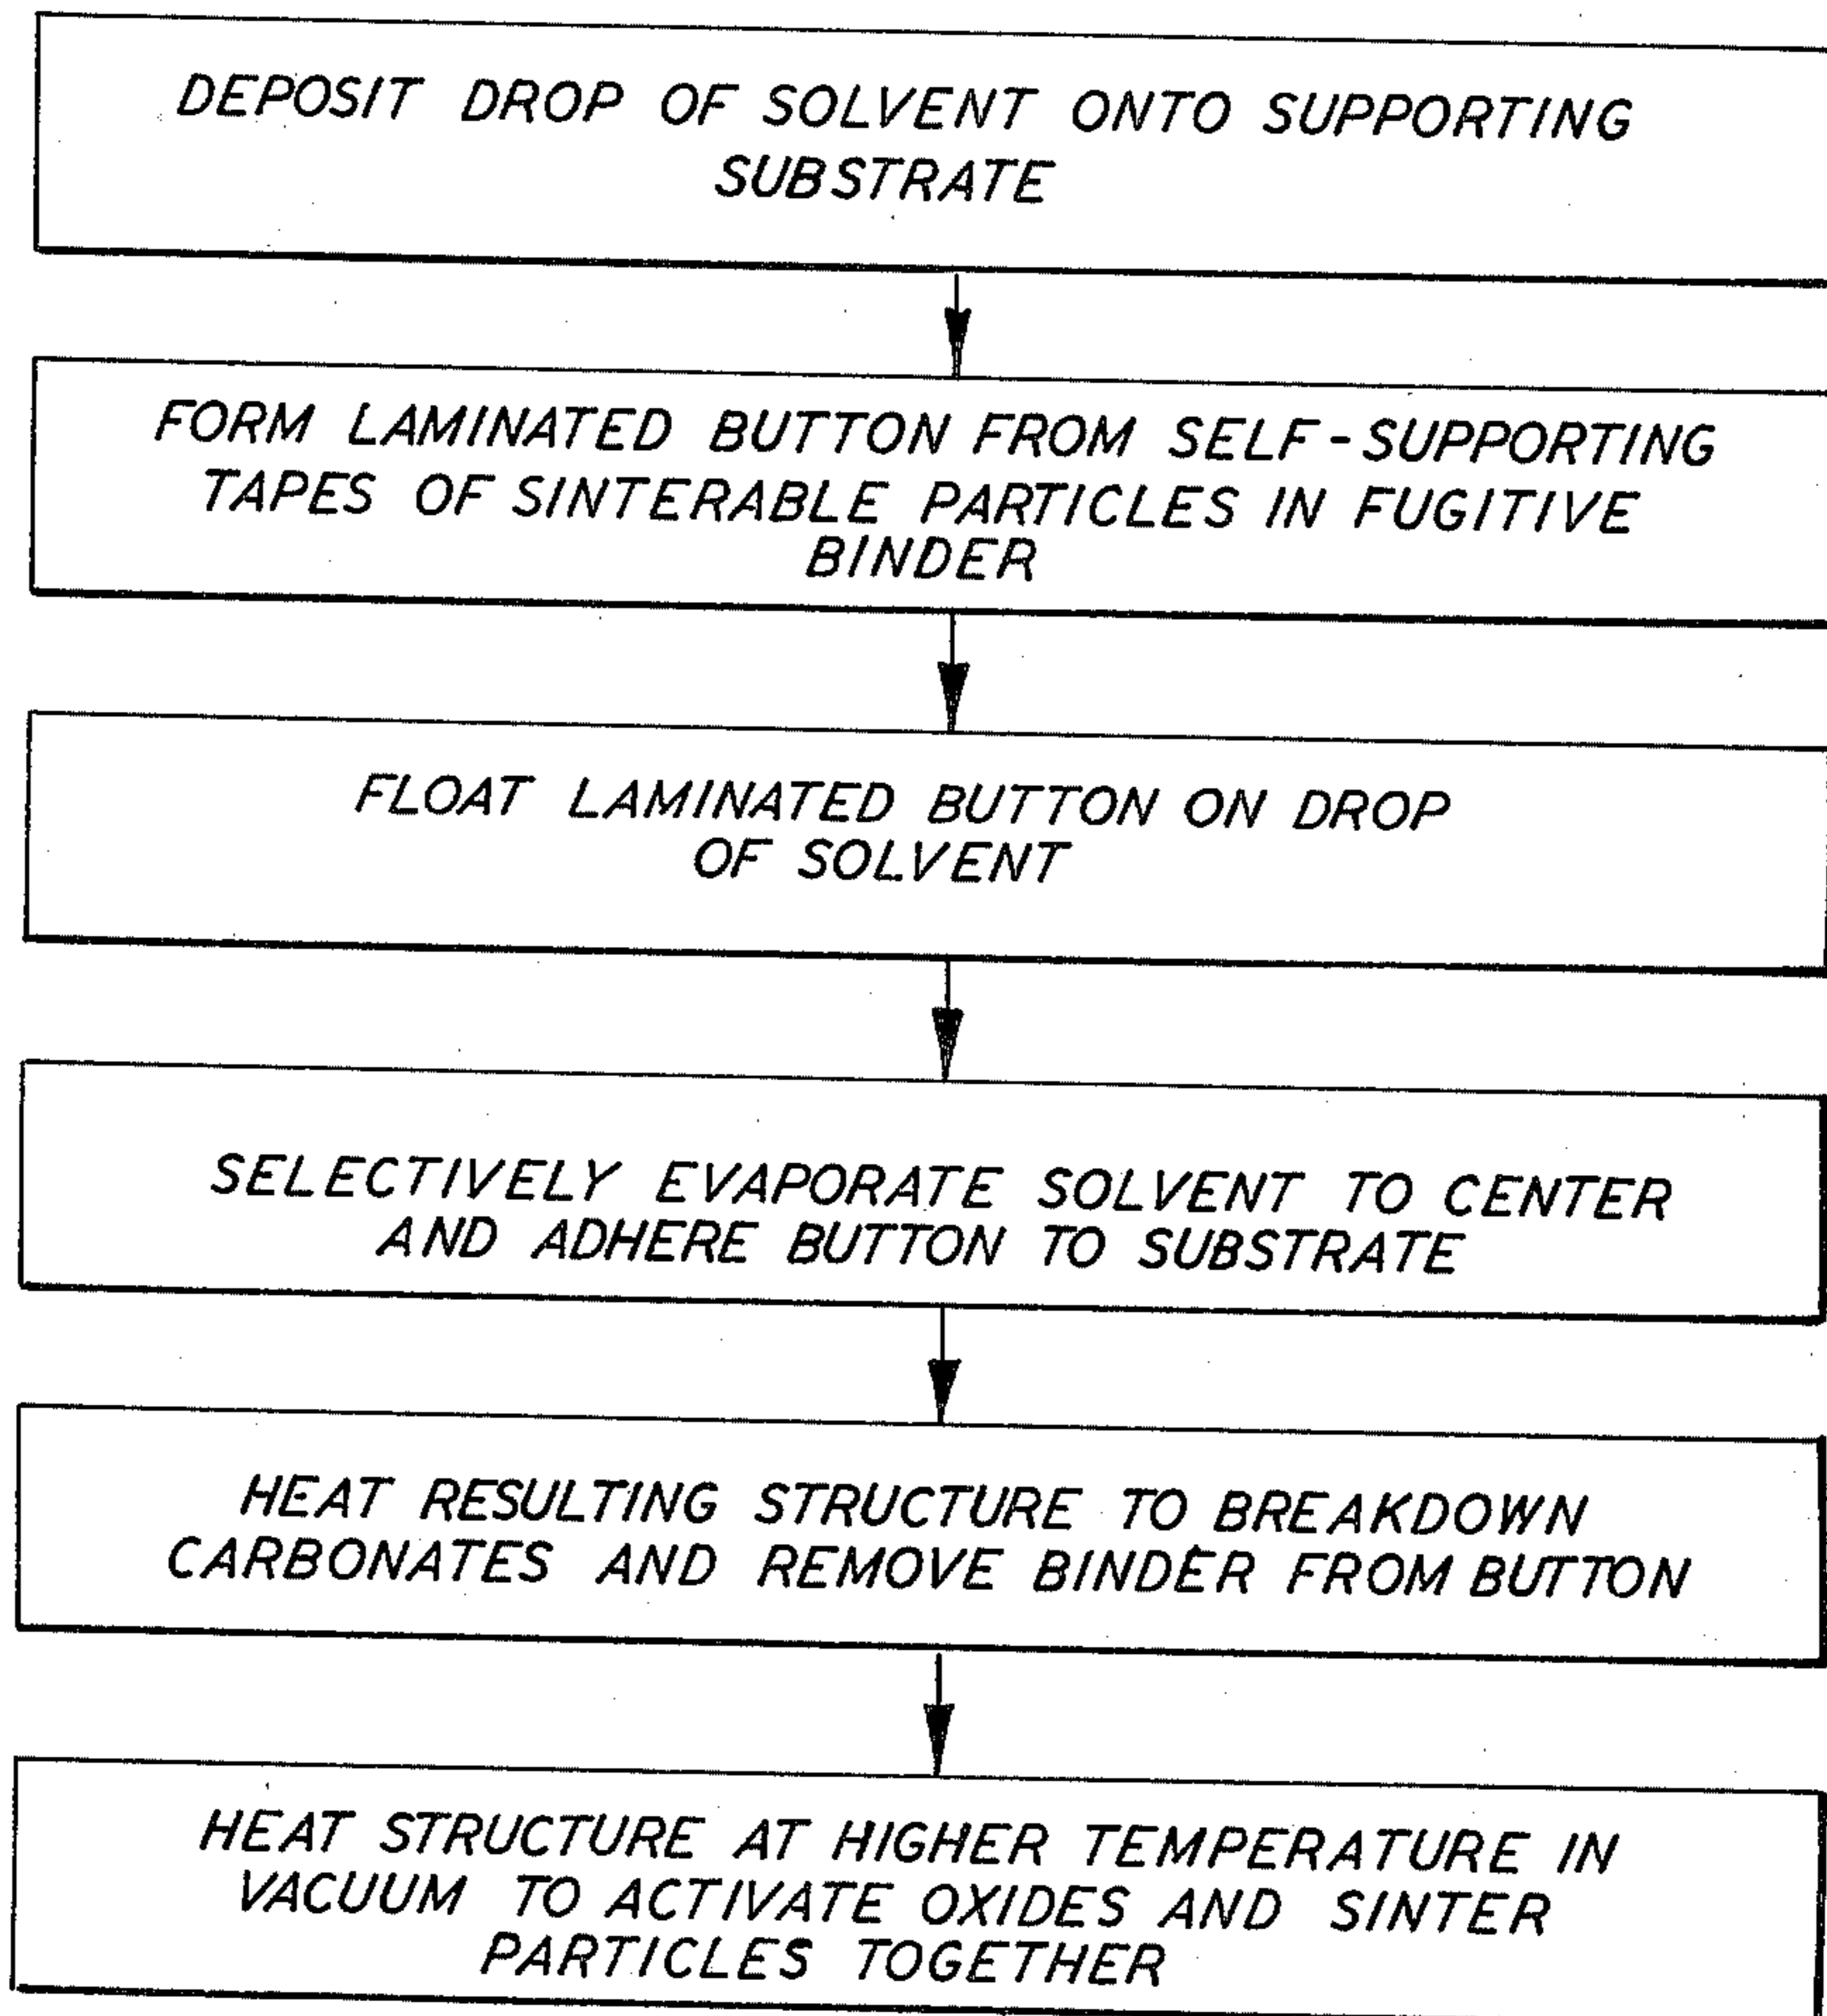 DEPOSIT DROP OF SOLVENT ONTO SUPPORTING
SUBSTRATE
FORM LAMINATED BUTTON FROM SELF-SUPPORTING
TAPES OF SINTERABLE PARTICLES IN FUGITIVE
BINDER
FLOAT LAMINATED BUTTON ON DROP
OF SOLVENT
SELECTIVELY EVAPORATE SOLVENT TO CENTER
AND ADHERE BUTTON TO SUBSTRATE
HEAT RESULTING STRUCTURE TO BREAKDOWN
CARBONATES AND REMOVE BINDER FROM BUTTON
HEAT STRUCTURE AT HIGHER TEMPERATURE IN
VACUUM TO ACTIVATE OXIDES AND SINTER
PARTICLES TOGETHER